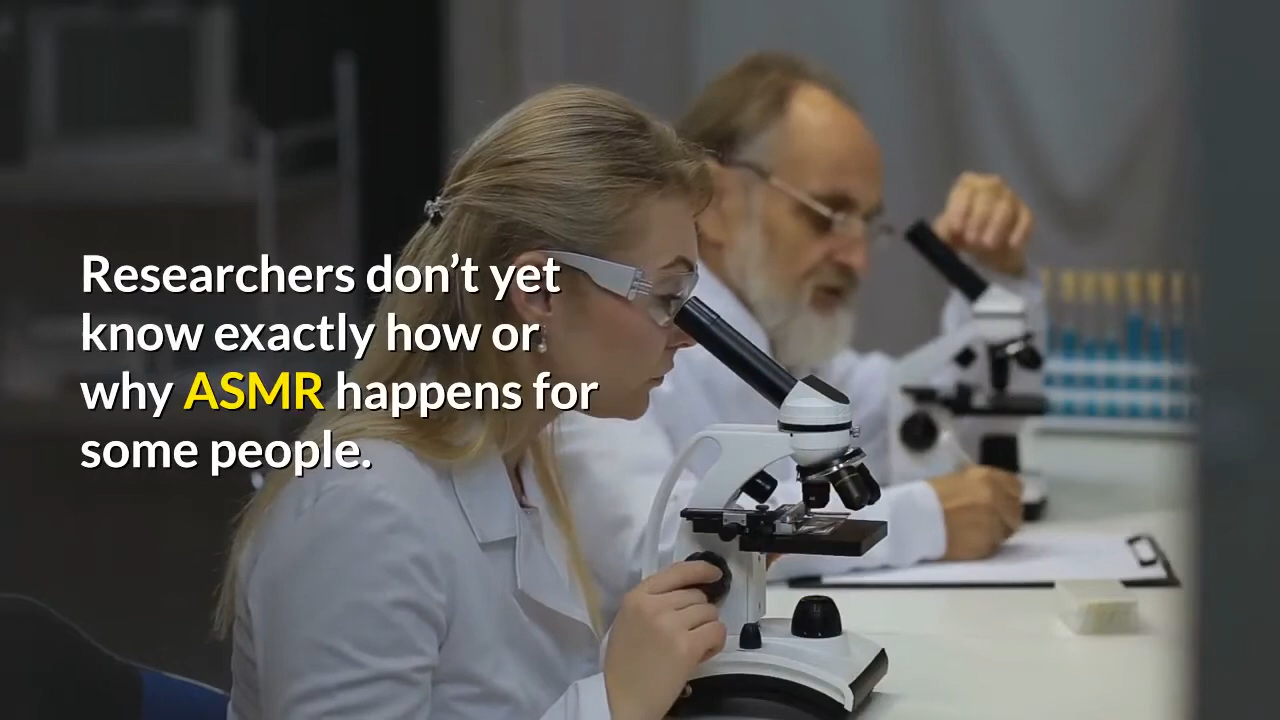 Researchers don’t yet
know exactly how or
why ASMR happens for
some people.